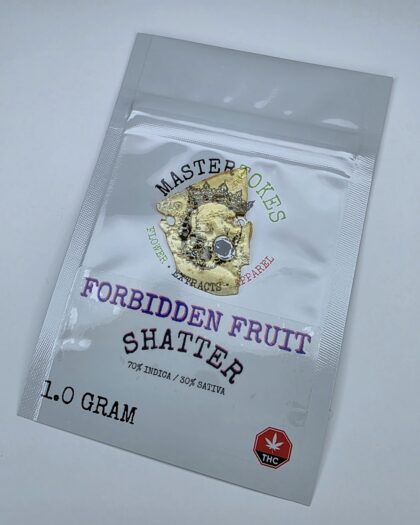 MASTERTOKES
FLOWER · EXTRACTS · APPAREL
FORBIDDEN FRUIT
SHATTER
70% INDICA / 30% SATIVA
1.0 GRAM
THC